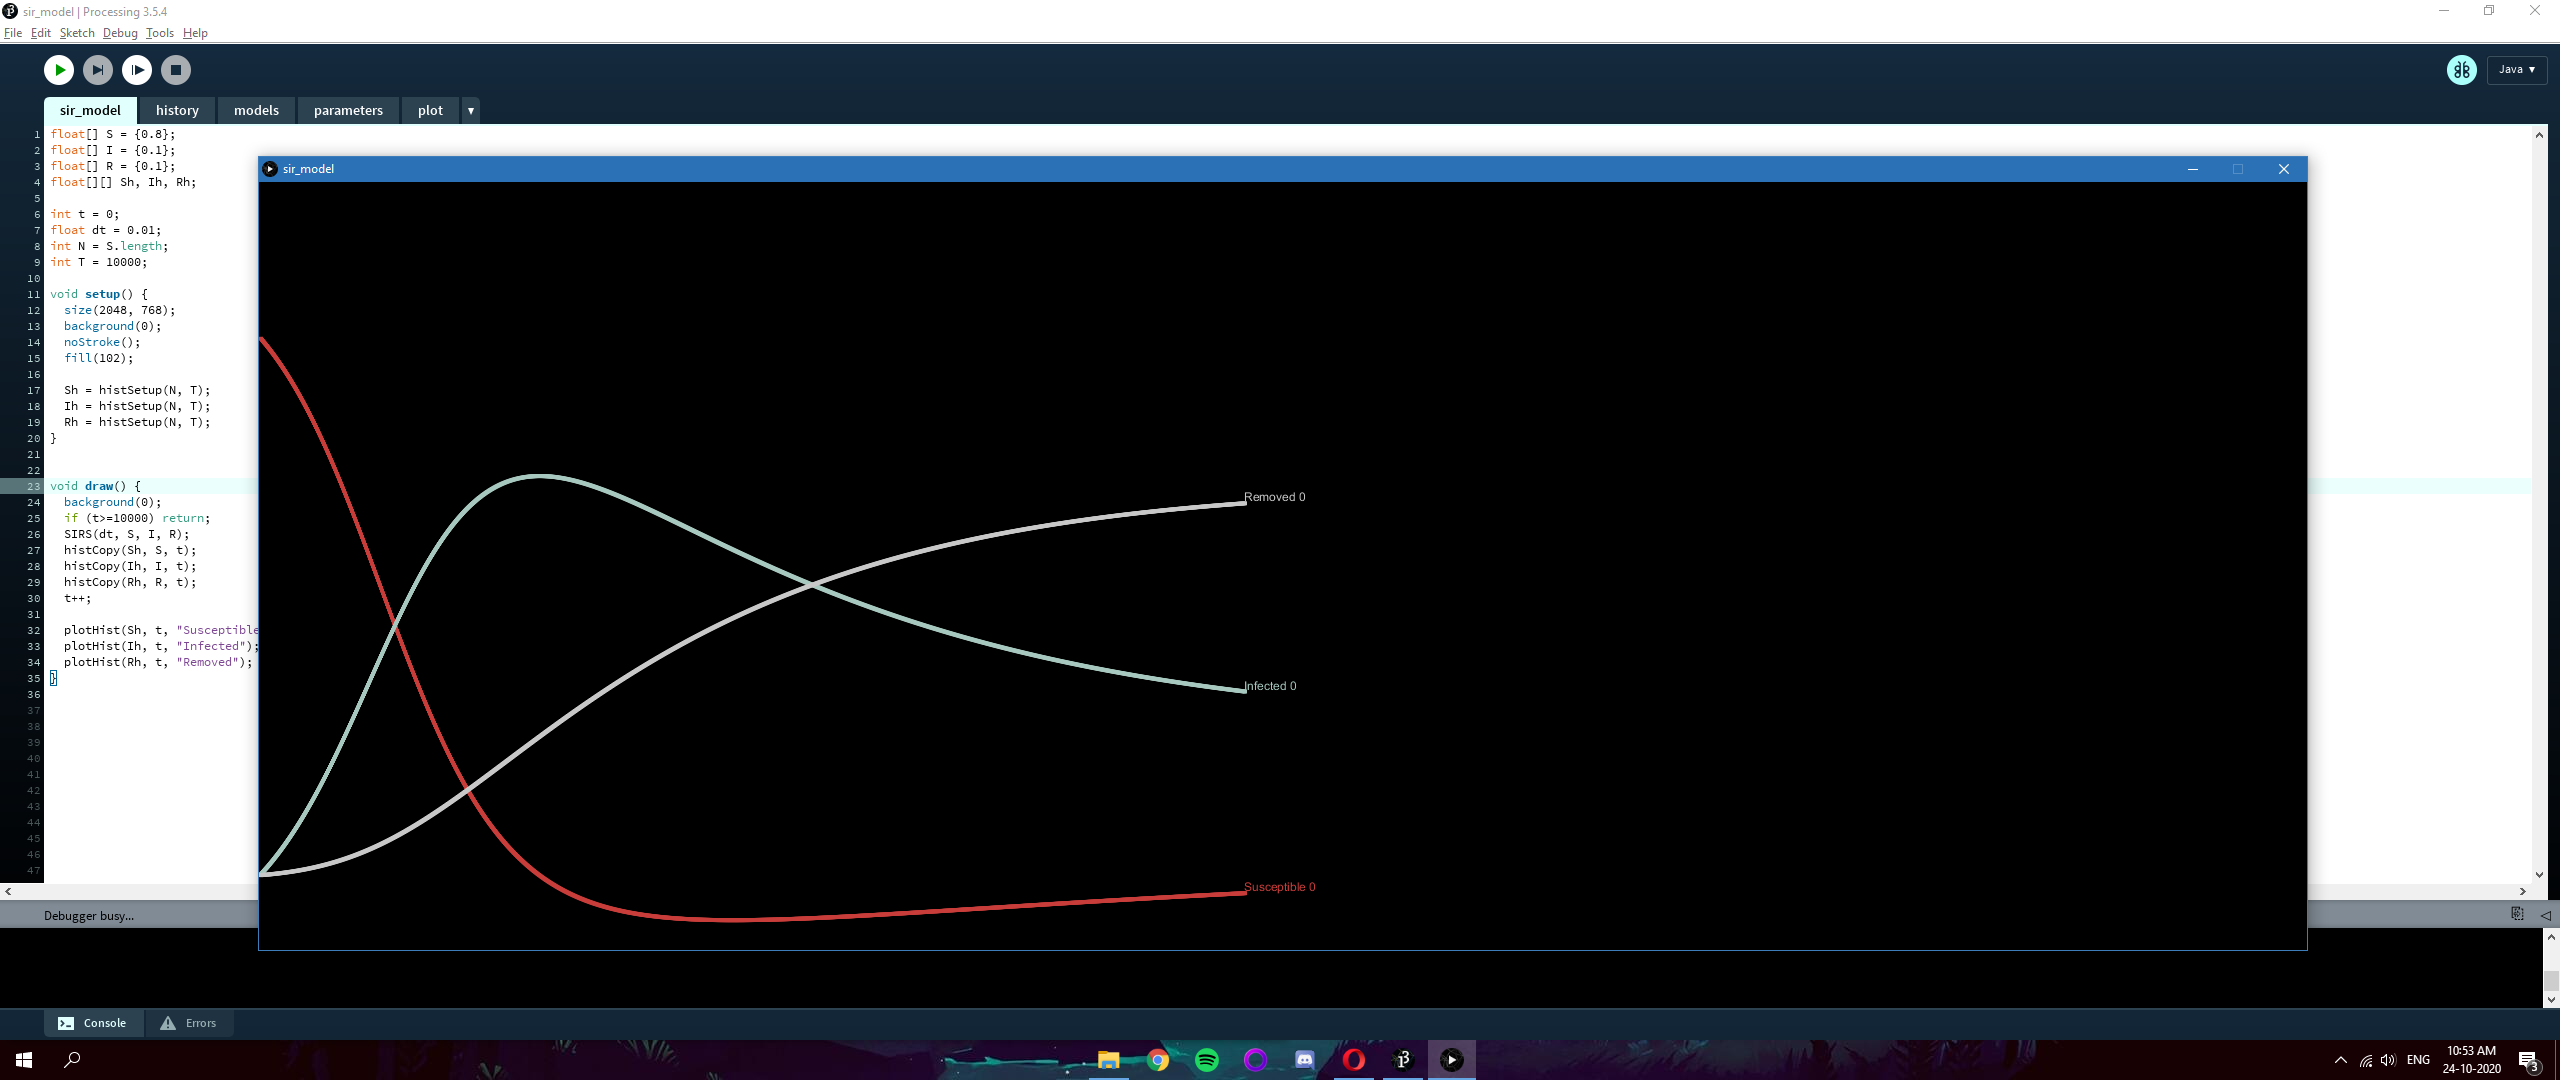 sir_model | Processing 3.5.4
File Edit Sketch Debug Tools Help
Java ▾
sir_model history models parameters plot ▾
1 float[] S = {0.8};
2 float[] I = {0.1};
3 float[] R = {0.1};
4 float[][] Sh, Ih, Rh;
5
6 int t = 0;
7 float dt = 0.01;
8 int N = S.length;
9 int T = 10000;
10
11 void setup() {
12 size(2048, 768);
13 background(0);
14 noStroke();
15 fill(102);
16
17 Sh = histSetup(N, T);
18 Ih = histSetup(N, T);
19 Rh = histSetup(N, T);
20 }
21
22
23 void draw() {
24 background(0);
25 if (t>=10000) return;
26 SIRS(dt, S, I, R);
27 histCopy(Sh, S, t);
28 histCopy(Ih, I, t);
29 histCopy(Rh, R, t);
30 t++;
31
32 plotHist(Sh, t, "Susceptible
33 plotHist(Ih, t, "Infected");
34 plotHist(Rh, t, "Removed");
35 }
36
37
38
39
40
41
42
43
44
45
46
47
sir_model
Removed 0
Infected 0
Susceptible 0
Debugger busy...
Console Errors
ENG
10:53 AM
24-10-2020
3